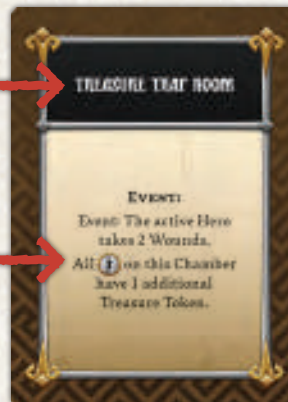 TREASURE TRAP ROOM
EVENT:
Event: The active Hero
takes 2 Wounds.
All on this Chamber
have 1 additional
Treasure Token.